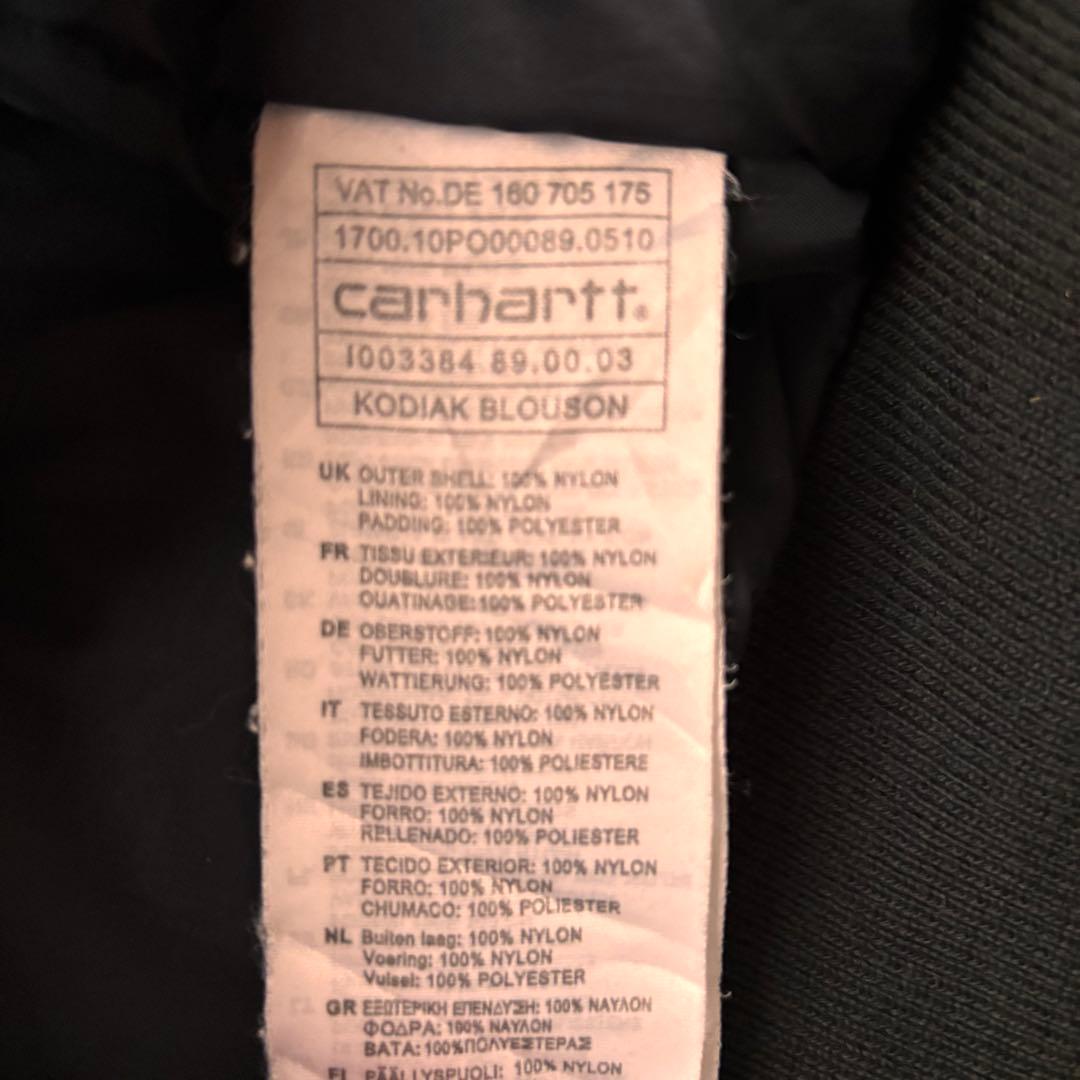 VAT No.DE 160 705 175
1700.10PO00089.0510
carhartt®
I003384 89.00.03
KODIAK BLOUSON
UK OUTER SHELL: 100% NYLON
LINING: 100% NYLON
PADDING: 100% POLYESTER
FR TISSU EXTERIEUR: 100% NYLON
DOUBLURE: 100% NYLON
OUATINAGE: 100% POLYESTER
DE OBERSTOFF: 100% NYLON
FUTTER: 100% NYLON
WATTIERUNG: 100% POLYESTER
IT TESSUTO ESTERNO: 100% NYLON
FODERA: 100% NYLON
IMBOTTITURA: 100% POLIESTERE
ES TEJIDO EXTERNO: 100% NYLON
FORRO: 100% NYLON
RELLENADO: 100% POLIESTER
PT TECIDO EXTERIOR: 100% NYLON
FORRO: 100% NYLON
CHUMACO: 100% POLIESTER
NL Buiten laag: 100% NYLON
Voering: 100% NYLON
Vulsel: 100% POLYESTER
GR ΕΞΩΤΕΡΙΚΗ ΕΠΕΝΔΥΣΗ: 100% ΝΑΥΛΟΝ
ΦΟΔΡΑ: 100% ΝΑΥΛΟΝ
ΒΑΤΑ: 100%ΠΟΛΥΕΣΤΕΡΑΣ
FI PÄÄLLYSPUOLI: 100% NYLON